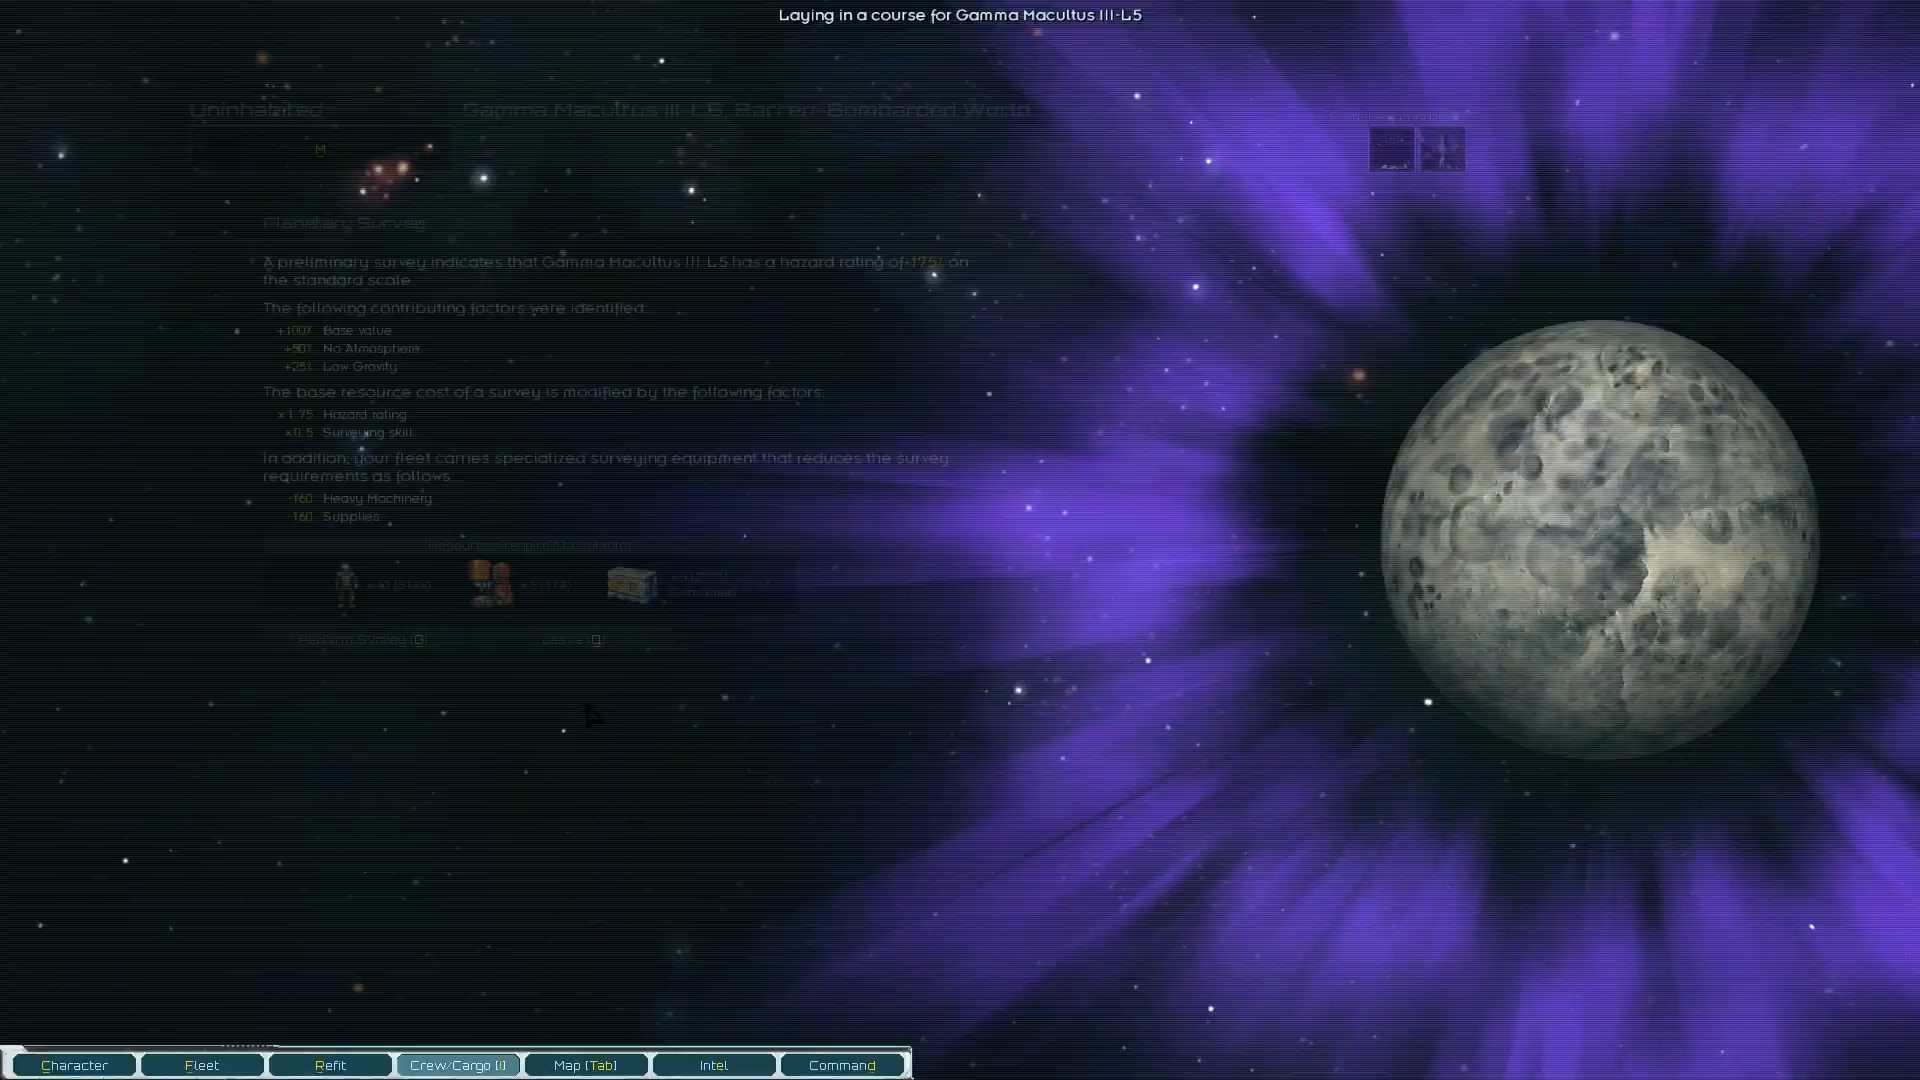 Laying in a course for Gamma Macultus III-L5
Uninhabited
Gamma Macultus III-L5, Barren-Bombarded World
M
Planetary Survey
A preliminary survey indicates that Gamma Macultus III-L5 has a hazard rating of 175% on
the standard scale.
The following contributing factors were identified:
+100% Base value
+50% No Atmosphere
+25% Low Gravity
The base resource cost of a survey is modified by the following factors:
×1.75 Hazard rating
×0.5 Surveying skill
In addition, your fleet carries specialized surveying equipment that reduces the survey
requirements as follows:
-160 Heavy Machinery
-160 Supplies
Perform Survey [G]
Leave [Q]
Character
Fleet
Refit
Crew/Cargo [I]
Map [Tab]
Intel
Command